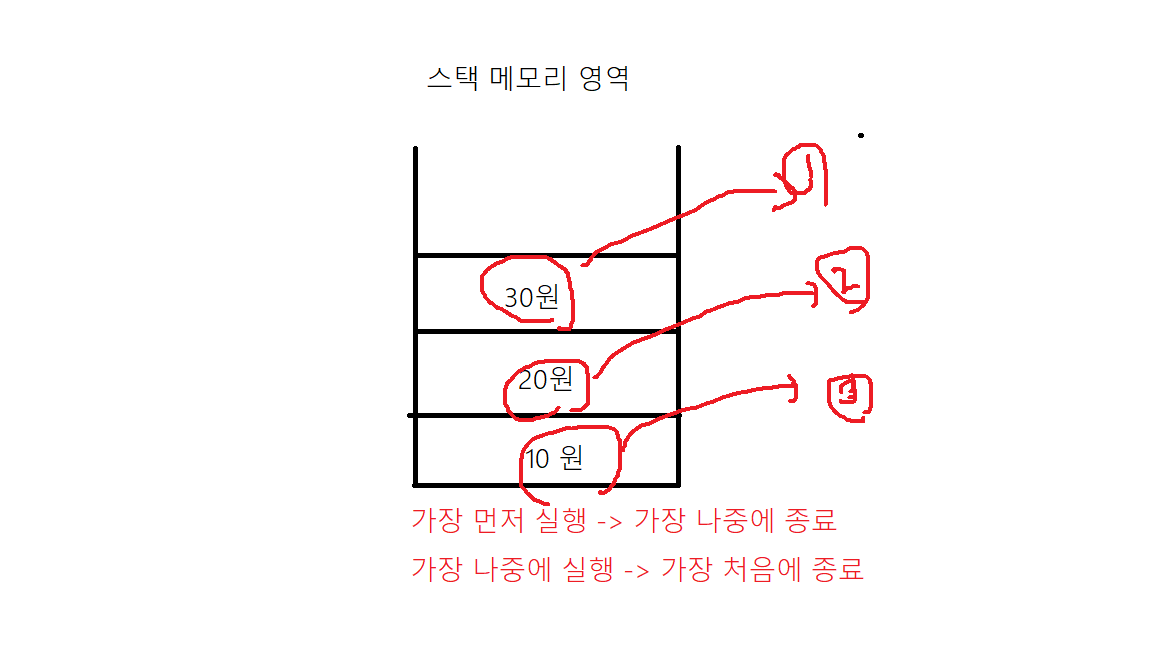 스택 메모리 영역
1
30원
2
20원
3
10 원
가장 먼저 실행 -> 가장 나중에 종료
가장 나중에 실행 -> 가장 처음에 종료